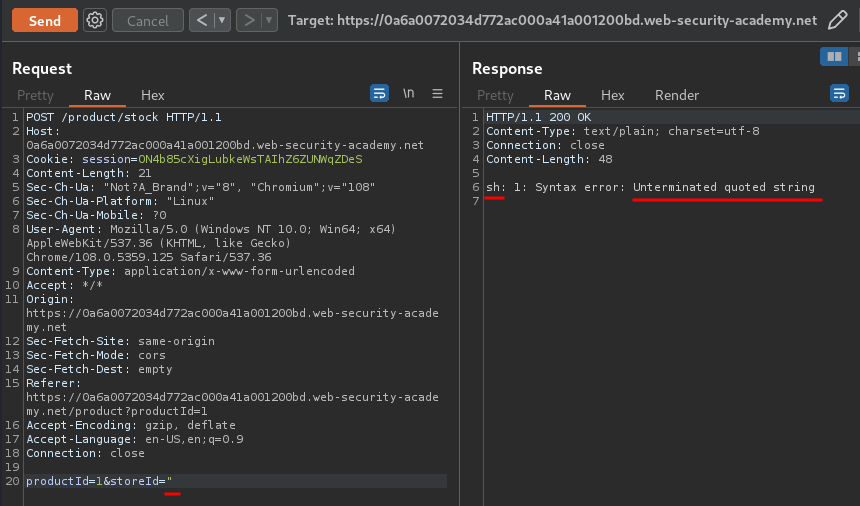 Send Cancel < > Target: https://0a6a0072034d772ac000a41a001200bd.web-security-academy.net
Request
Pretty Raw Hex \n
1 POST /product/stock HTTP/1.1
2 Host:
0a6a0072034d772ac000a41a001200bd.web-security-academy.net
3 Cookie: session=ON4b85cXigLubkeWsTAIhZ6ZUNWqZDeS
4 Content-Length: 21
5 Sec-Ch-Ua: "Not?A_Brand";v="8", "Chromium";v="108"
6 Sec-Ch-Ua-Platform: "Linux"
7 Sec-Ch-Ua-Mobile: ?0
8 User-Agent: Mozilla/5.0 (Windows NT 10.0; Win64; x64)
AppleWebKit/537.36 (KHTML, like Gecko)
Chrome/108.0.5359.125 Safari/537.36
9 Content-Type: application/x-www-form-urlencoded
10 Accept: */*
11 Origin:
https://0a6a0072034d772ac000a41a001200bd.web-security-acade
my.net
12 Sec-Fetch-Site: same-origin
13 Sec-Fetch-Mode: cors
14 Sec-Fetch-Dest: empty
15 Referer:
https://0a6a0072034d772ac000a41a001200bd.web-security-acade
my.net/product?productId=1
16 Accept-Encoding: gzip, deflate
17 Accept-Language: en-US,en;q=0.9
18 Connection: close
19
20 productId=1&storeId="
Response
Pretty Raw Hex Render
1 HTTP/1.1 200 OK
2 Content-Type: text/plain; charset=utf-8
3 Connection: close
4 Content-Length: 48
5
6 sh: 1: Syntax error: Unterminated quoted string
7